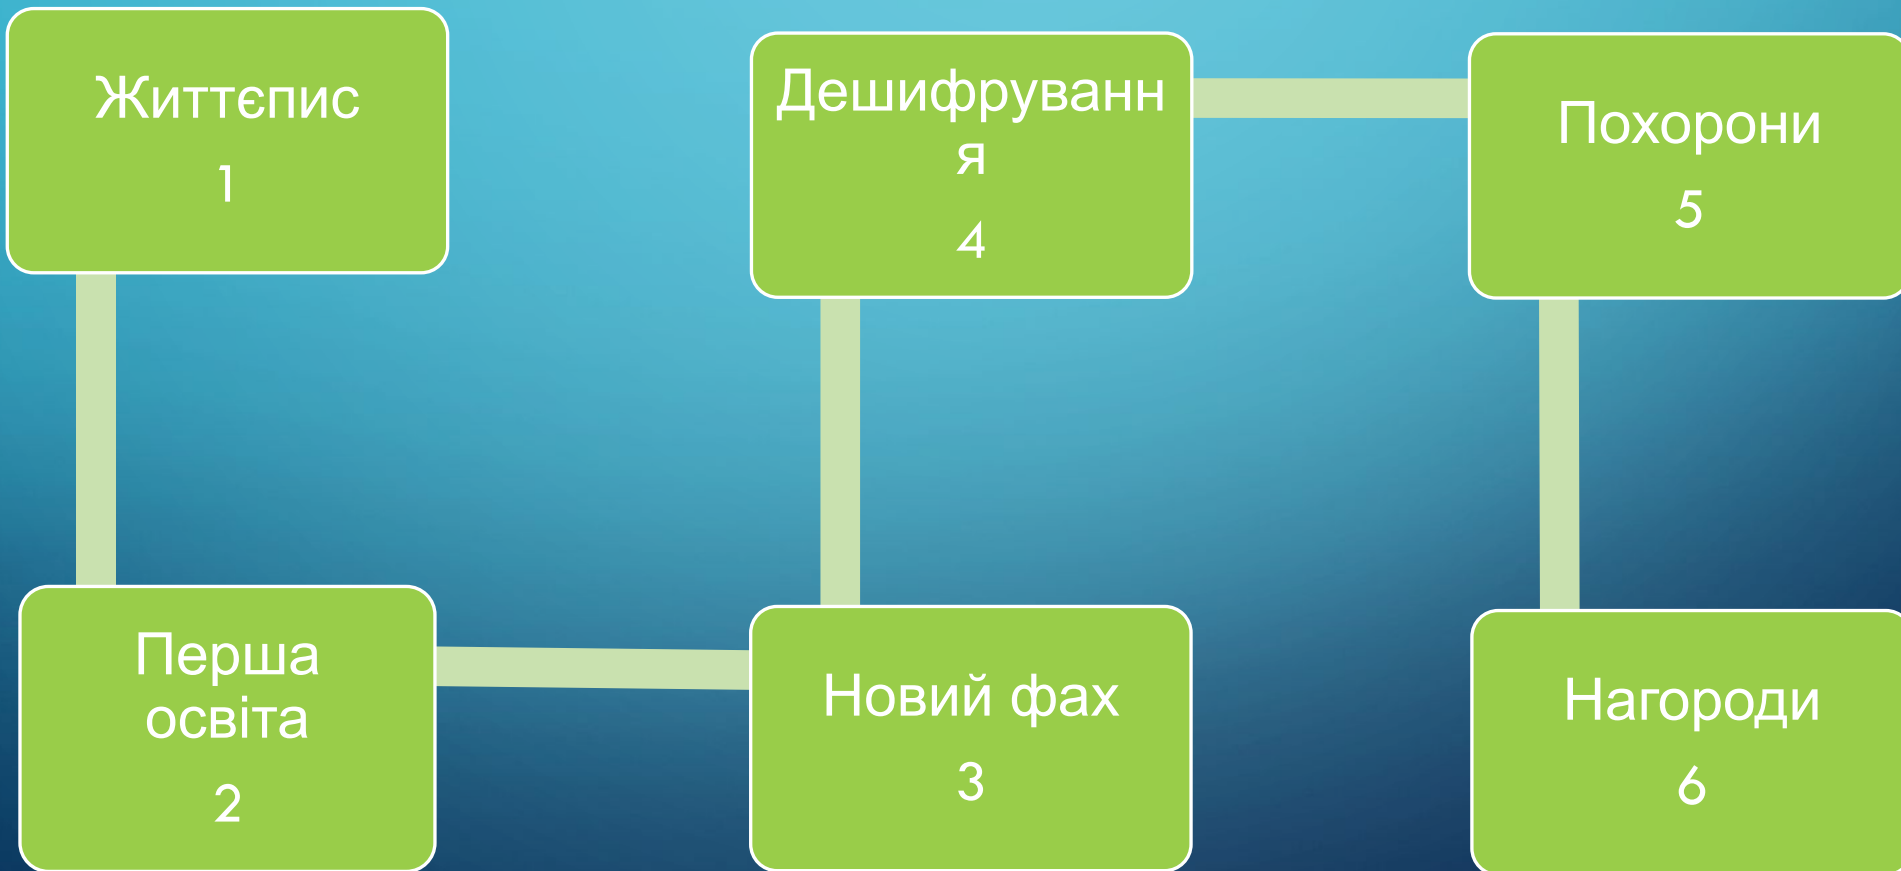 Життєпис
1
Перша
освіта
2
Новий фах
3
Дешифруванн
я
4
Похорони
5
Нагороди
6